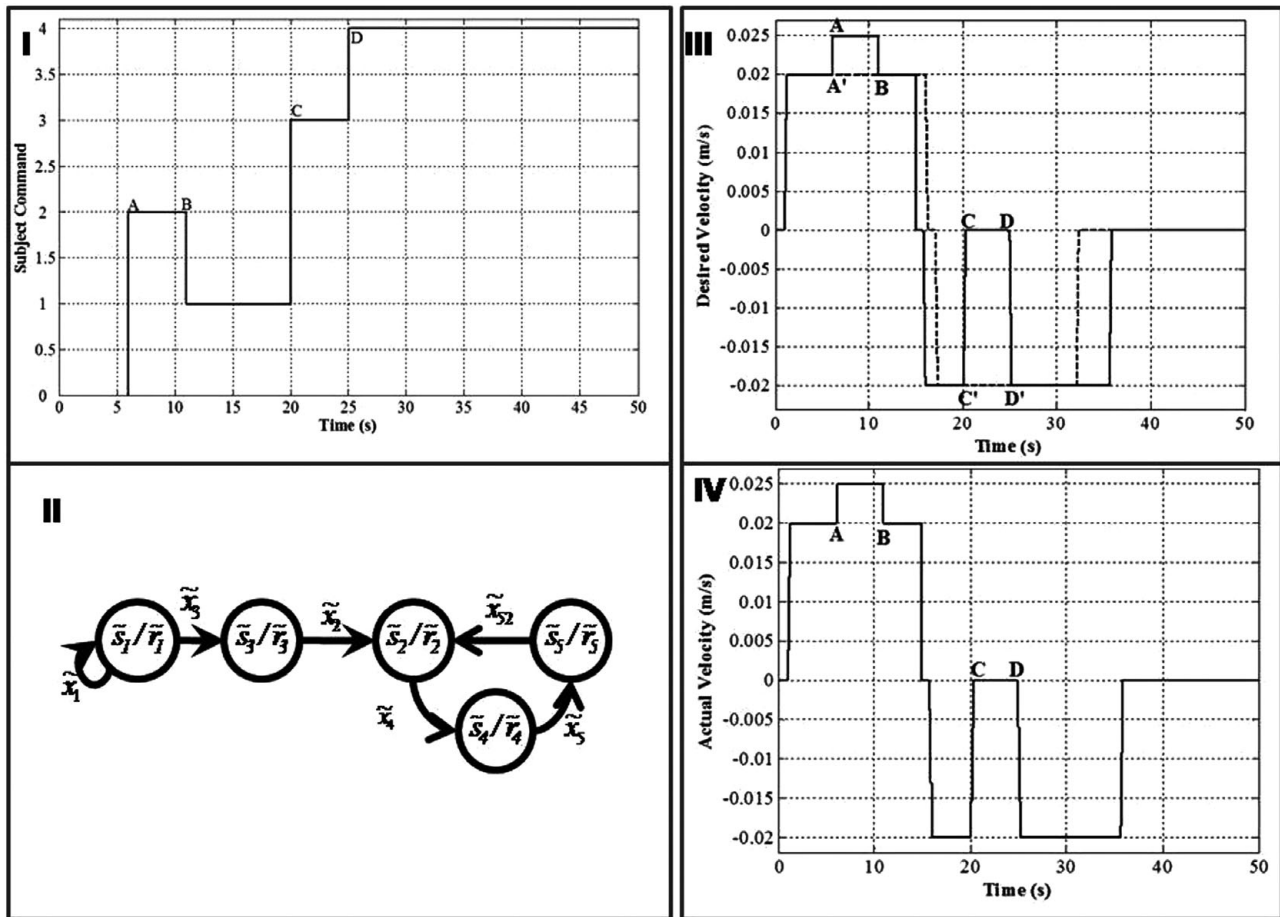 I
4
3.5
3
2.5
2
1.5
1
0.5
0
Subject Command
A
B
C
D
0 5 10 15 20 25 30 35 40 45 50
Time (s)
II
x̃₁
s̃₁/r̃₁
x̃₃
s̃₃/r̃₃
x̃₂
s̃₂/r̃₂
x̃₅₂
s̃₅/r̃₅
x̃₄
s̃₄/r̃₄
x̃₅
III
0.025
0.02
0.015
0.01
0.005
0
-0.005
-0.01
-0.015
-0.02
Desired Velocity (m/s)
A
A'
B
C
D
C'
D'
0 10 20 30 40 50
Time (s)
IV
0.025
0.02
0.015
0.01
0.005
0
-0.005
-0.01
-0.015
-0.02
Actual Velocity (m/s)
A
B
C
D
0 10 20 30 40 50
Time (s)